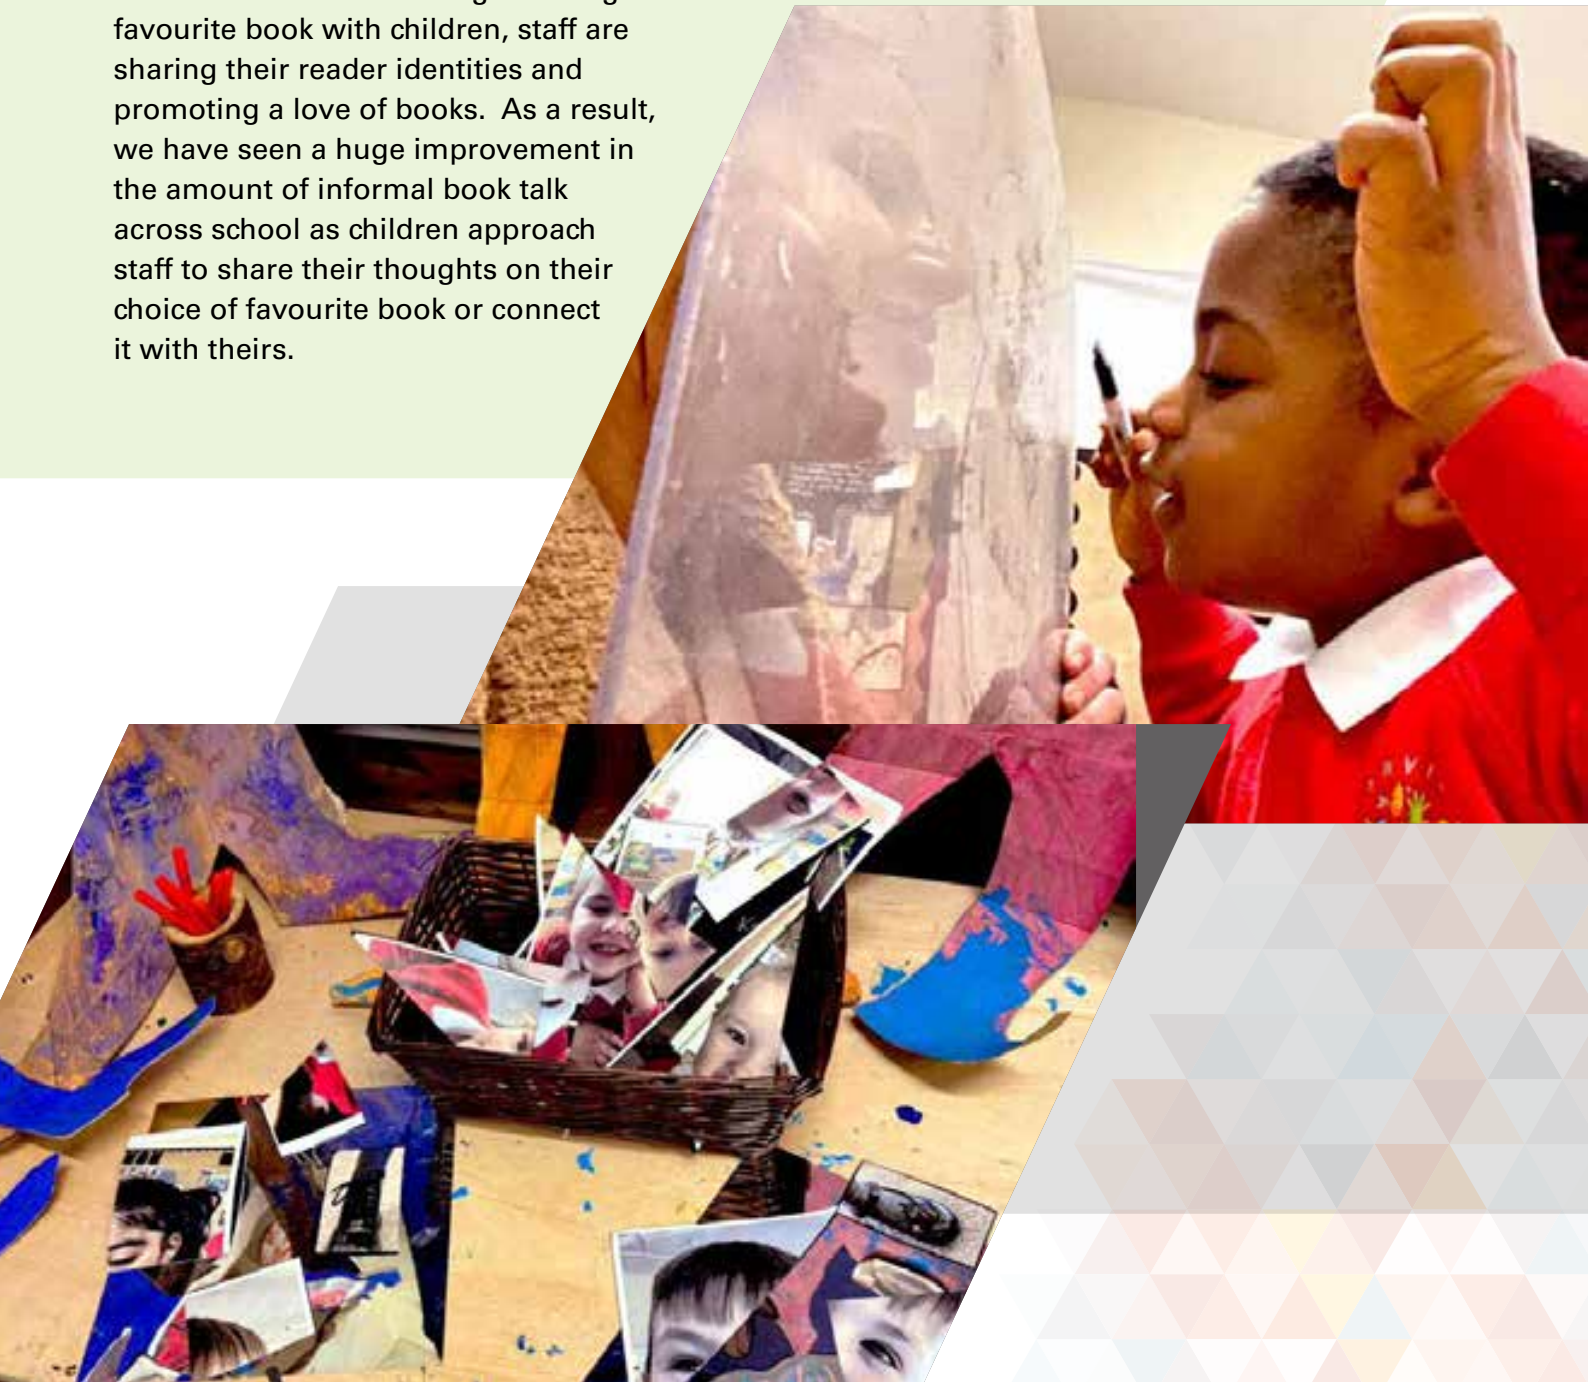 favourite book with children, staff are
sharing their reader identities and
promoting a love of books.  As a result,
we have seen a huge improvement in
the amount of informal book talk
across school as children approach
staff to share their thoughts on their
choice of favourite book or connect
it with theirs.